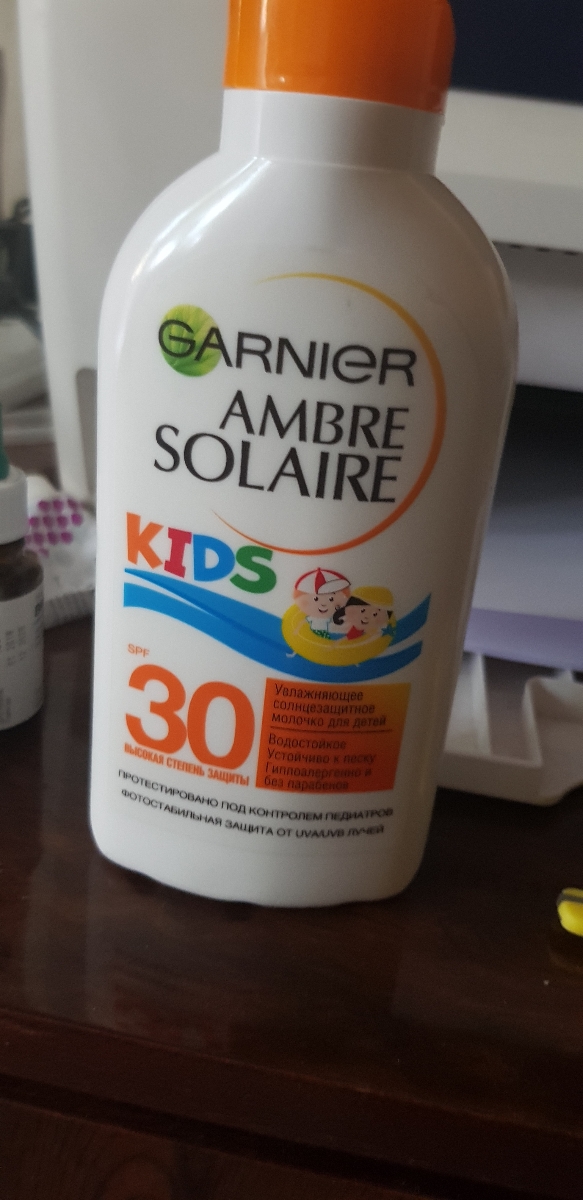 GARNIER
AMBRE
SOLAIRE
KIDS
SPF
30
ВЫСОКАЯ СТЕПЕНЬ ЗАЩИТЫ
Увлажняющее
солнцезащитное
молочко для детей
Водостойкое
Устойчиво к песку
Гипоаллергенно и
без парабенов
ПРОТЕСТИРОВАНО ПОД КОНТРОЛЕМ ПЕДИАТРОВ
ФОТОСТАБИЛЬНАЯ ЗАЩИТА ОТ UVA/UVB ЛУЧЕЙ